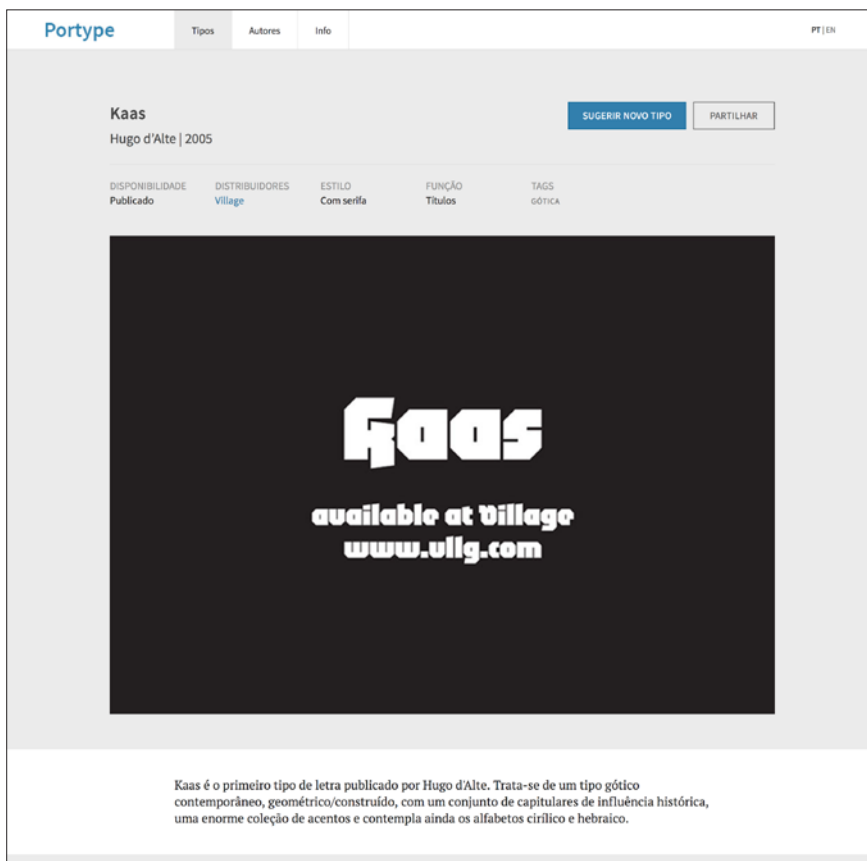 Portype
Tipos Autores Info
PT | EN
Kaas
Hugo d'Alte | 2005
SUGERIR NOVO TIPO
PARTILHAR
DISPONIBILIDADE DISTRIBUIDORES ESTILO FUNÇÃO TAGS
Publicado Village Com serifa Títulos GÓTICA
Kaas
available at Village
www.vllg.com
Kaas é o primeiro tipo de letra publicado por Hugo d'Alte. Trata-se de um tipo gótico
contemporâneo, geométrico/construído, com um conjunto de capitulares de influência histórica,
uma enorme coleção de acentos e contempla ainda os alfabetos cirílico e hebraico.